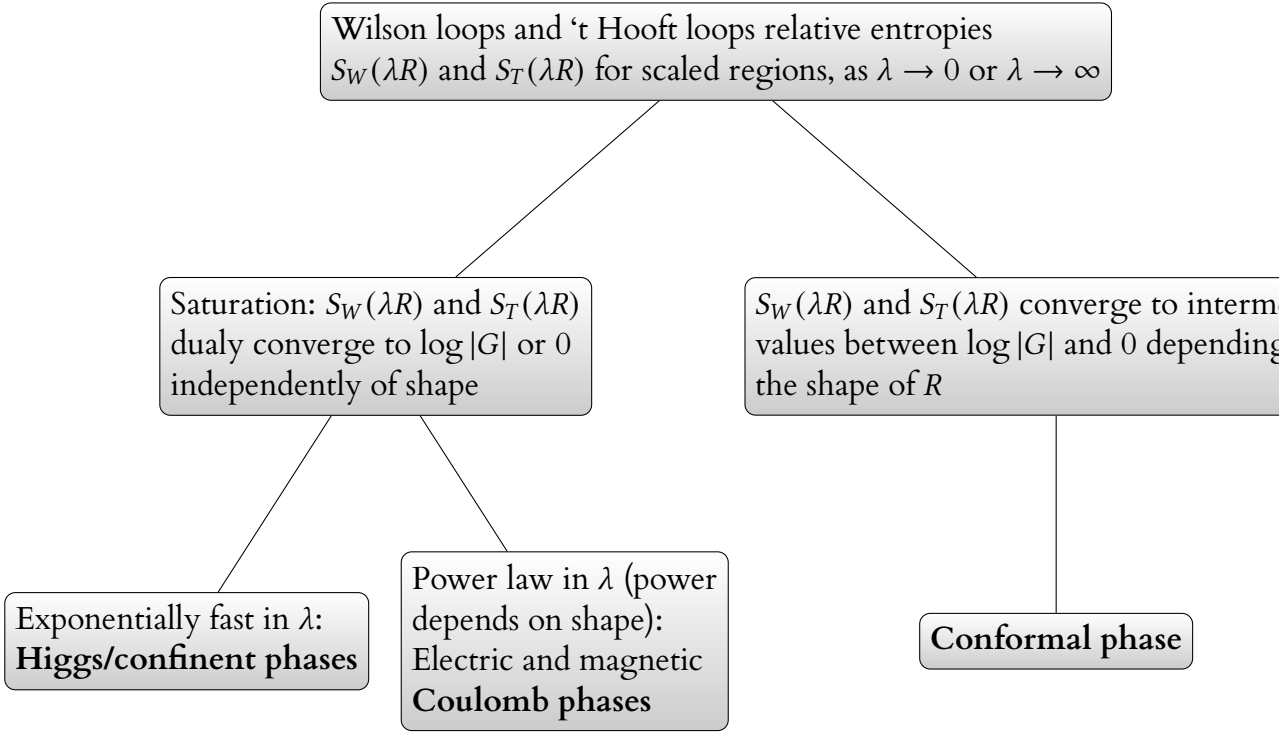 Wilson loops and ‘t Hooft loops relative entropies
S_W(λR) and S_T(λR) for scaled regions, as λ → 0 or λ → ∞
Saturation: S_W(λR) and S_T(λR)
dualy converge to log |G| or 0
independently of shape
S_W(λR) and S_T(λR) converge to
values between log |G| and 0 depending
the shape of R
Exponentially fast in λ:
Higgs/confinent phases
Power law in λ (power
depends on shape):
Electric and magnetic
Coulomb phases
Conformal phase